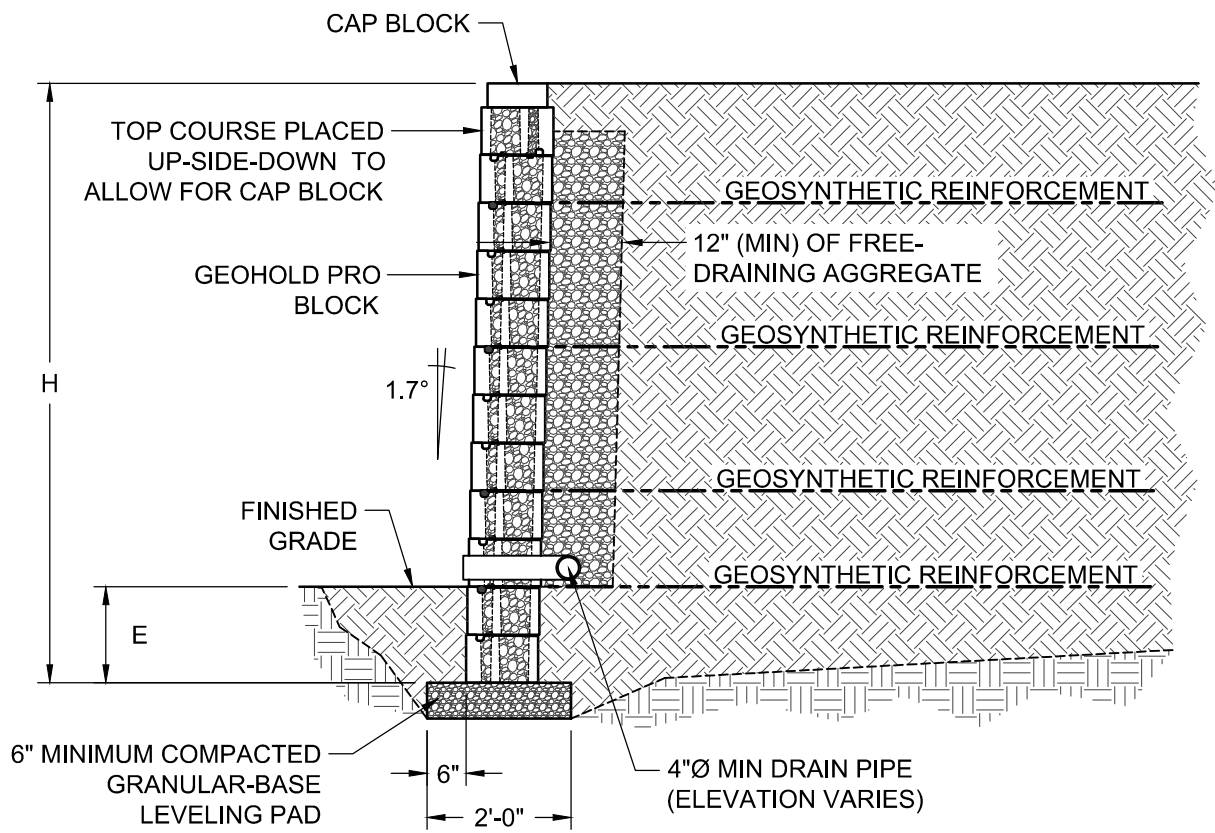 CAP BLOCK
TOP COURSE PLACED
UP-SIDE-DOWN TO
ALLOW FOR CAP BLOCK
GEOSYNTHETIC REINFORCEMENT
12" (MIN) OF FREE-
DRAINING AGGREGATE
GEOHOLD PRO
BLOCK
GEOSYNTHETIC REINFORCEMENT
H
1.7°
GEOSYNTHETIC REINFORCEMENT
FINISHED
GRADE
GEOSYNTHETIC REINFORCEMENT
E
6" MINIMUM COMPACTED
GRANULAR-BASE
LEVELING PAD
6"
2'-0"
4"Ø MIN DRAIN PIPE
(ELEVATION VARIES)